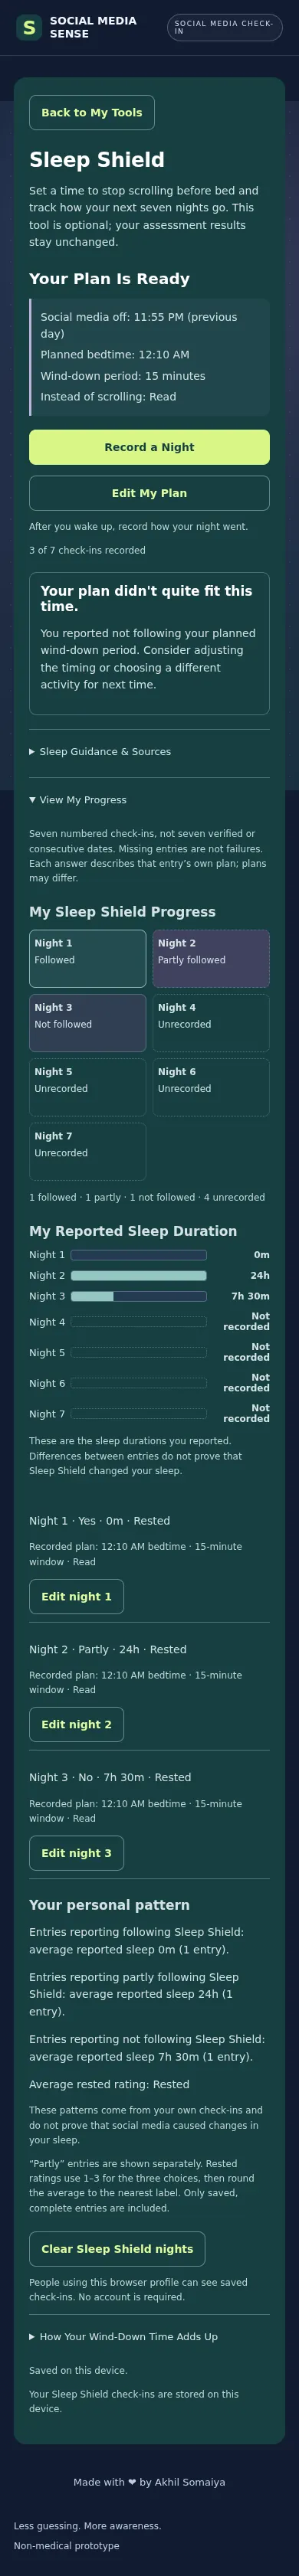 S
SOCIAL MEDIA
SENSE
SOCIAL MEDIA CHECK-
IN
Back to My Tools
Sleep Shield
Set a time to stop scrolling before bed and
track how your next seven nights go. This
tool is optional; your assessment results
stay unchanged.
Your Plan Is Ready
Social media off: 11:55 PM (previous
day)
Planned bedtime: 12:10 AM
Wind-down period: 15 minutes
Instead of scrolling: Read
Record a Night
Edit My Plan
After you wake up, record how your night went.
3 of 7 check-ins recorded
Your plan didn't quite fit this
time.
You reported not following your planned
wind-down period. Consider adjusting
the timing or choosing a different
activity for next time.
▶ Sleep Guidance & Sources
▼ View My Progress
Seven numbered check-ins, not seven verified or
consecutive dates. Missing entries are not failures.
Each answer describes that entry's own plan; plans
may differ.
My Sleep Shield Progress
Night 1
Followed
Night 2
Partly followed
Night 3
Not followed
Night 4
Unrecorded
Night 5
Unrecorded
Night 6
Unrecorded
Night 7
Unrecorded
1 followed · 1 partly · 1 not followed · 4 unrecorded
My Reported Sleep Duration
Night 1 0m
Night 2 24h
Night 3 7h 30m
Night 4 Not
recorded
Night 5 Not
recorded
Night 6 Not
recorded
Night 7 Not
recorded
These are the sleep durations you reported.
Differences between entries do not prove that
Sleep Shield changed your sleep.
Night 1 · Yes · 0m · Rested
Recorded plan: 12:10 AM bedtime · 15-minute
window · Read
Edit night 1
Night 2 · Partly · 24h · Rested
Recorded plan: 12:10 AM bedtime · 15-minute
window · Read
Edit night 2
Night 3 · No · 7h 30m · Rested
Recorded plan: 12:10 AM bedtime · 15-minute
window · Read
Edit night 3
Your personal pattern
Entries reporting following Sleep Shield:
average reported sleep 0m (1 entry).
Entries reporting partly following Sleep
Shield: average reported sleep 24h (1
entry).
Entries reporting not following Sleep Shield:
average reported sleep 7h 30m (1 entry).
Average rested rating: Rested
These patterns come from your own check-ins and
do not prove that social media caused changes in
your sleep.
“Partly” entries are shown separately. Rested
ratings use 1–3 for the three choices, then round
the average to the nearest label. Only saved,
complete entries are included.
Clear Sleep Shield nights
People using this browser profile can see saved
check-ins. No account is required.
▶ How Your Wind-Down Time Adds Up
Saved on this device.
Your Sleep Shield check-ins are stored on this
device.
Made with ❤ by Akhil Somaiya
Less guessing. More awareness.
Non-medical prototype